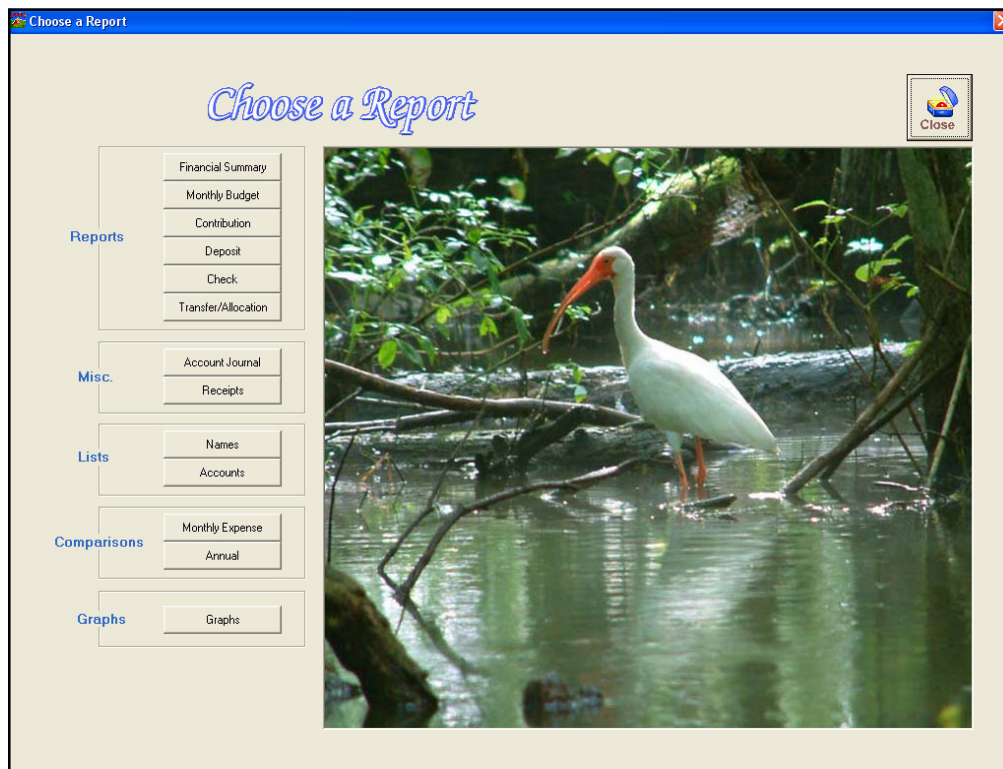 Choose a Report
Choose a Report
Close
Reports
Financial Summary
Monthly Budget
Contribution
Deposit
Check
Transfer/Allocation
Misc.
Account Journal
Receipts
Lists
Names
Accounts
Comparisons
Monthly Expense
Annual
Graphs
Graphs